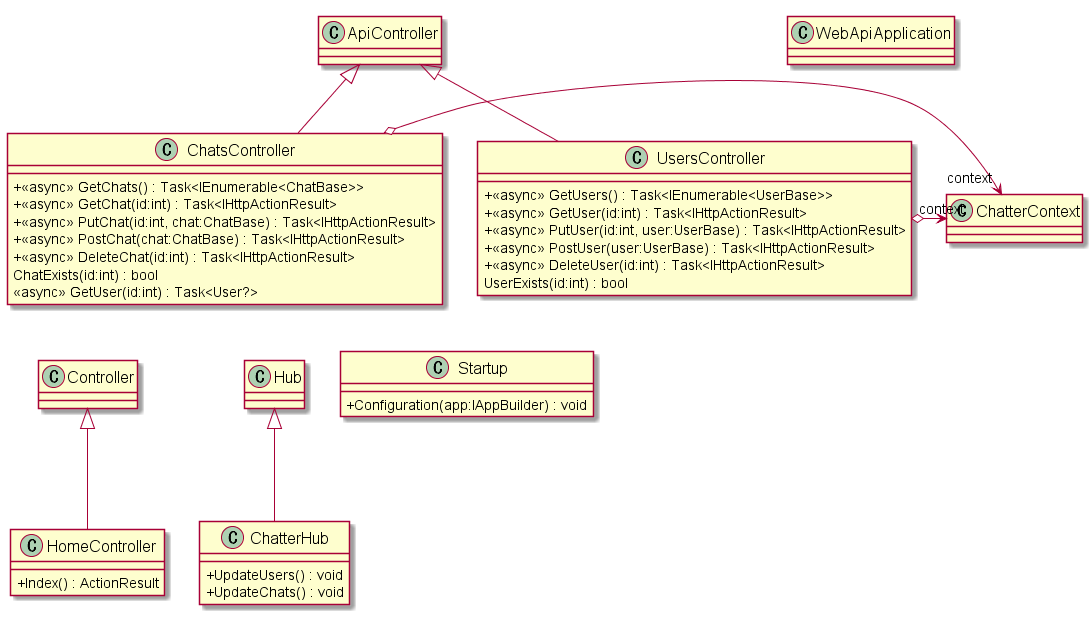 C ApiController
C WebApiApplication
C ChatsController
+«async» GetChats() : Task<IEnumerable<ChatBase>>
+«async» GetChat(id:int) : Task<IHttpActionResult>
+«async» PutChat(id:int, chat:ChatBase) : Task<IHttpActionResult>
+«async» PostChat(chat:ChatBase) : Task<IHttpActionResult>
+«async» DeleteChat(id:int) : Task<IHttpActionResult>
ChatExists(id:int) : bool
«async» GetUser(id:int) : Task<User?>
C UsersController
+«async» GetUsers() : Task<IEnumerable<UserBase>>
+«async» GetUser(id:int) : Task<IHttpActionResult>
+«async» PutUser(id:int, user:UserBase) : Task<IHttpActionResult>
+«async» PostUser(user:UserBase) : Task<IHttpActionResult>
+«async» DeleteUser(id:int) : Task<IHttpActionResult>
UserExists(id:int) : bool
context
context
C ChatterContext
C Controller
C Hub
C Startup
+Configuration(app:IAppBuilder) : void
C HomeController
+Index() : ActionResult
C ChatterHub
+UpdateUsers() : void
+UpdateChats() : void